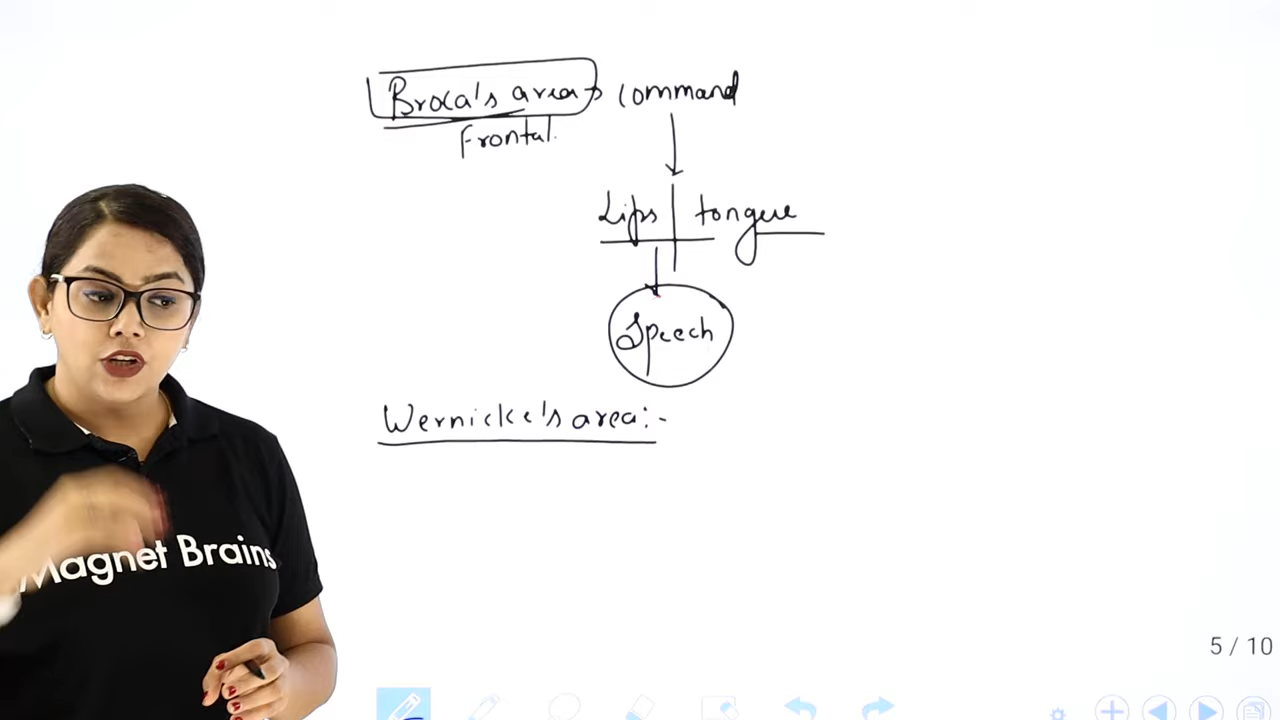 Broca's area → command
Frontal.
Lips | tongue
Speech
Wernicke's area:-
Magnet Brains
5 / 10